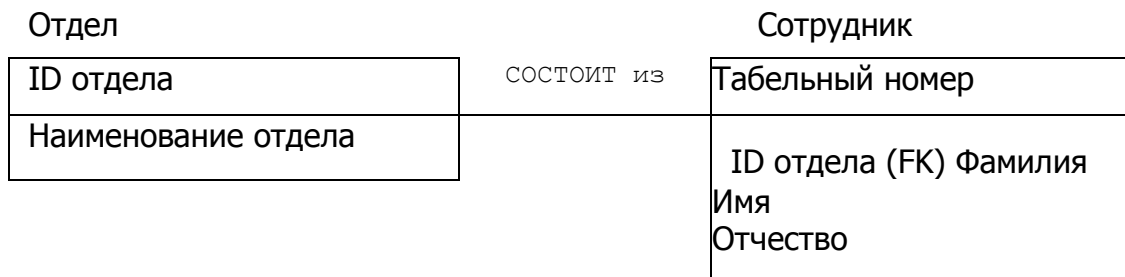 Отдел
Сотрудник
ID отдела
состоит из
Табельный номер
Наименование отдела
ID отдела (FK) Фамилия
Имя
Отчество